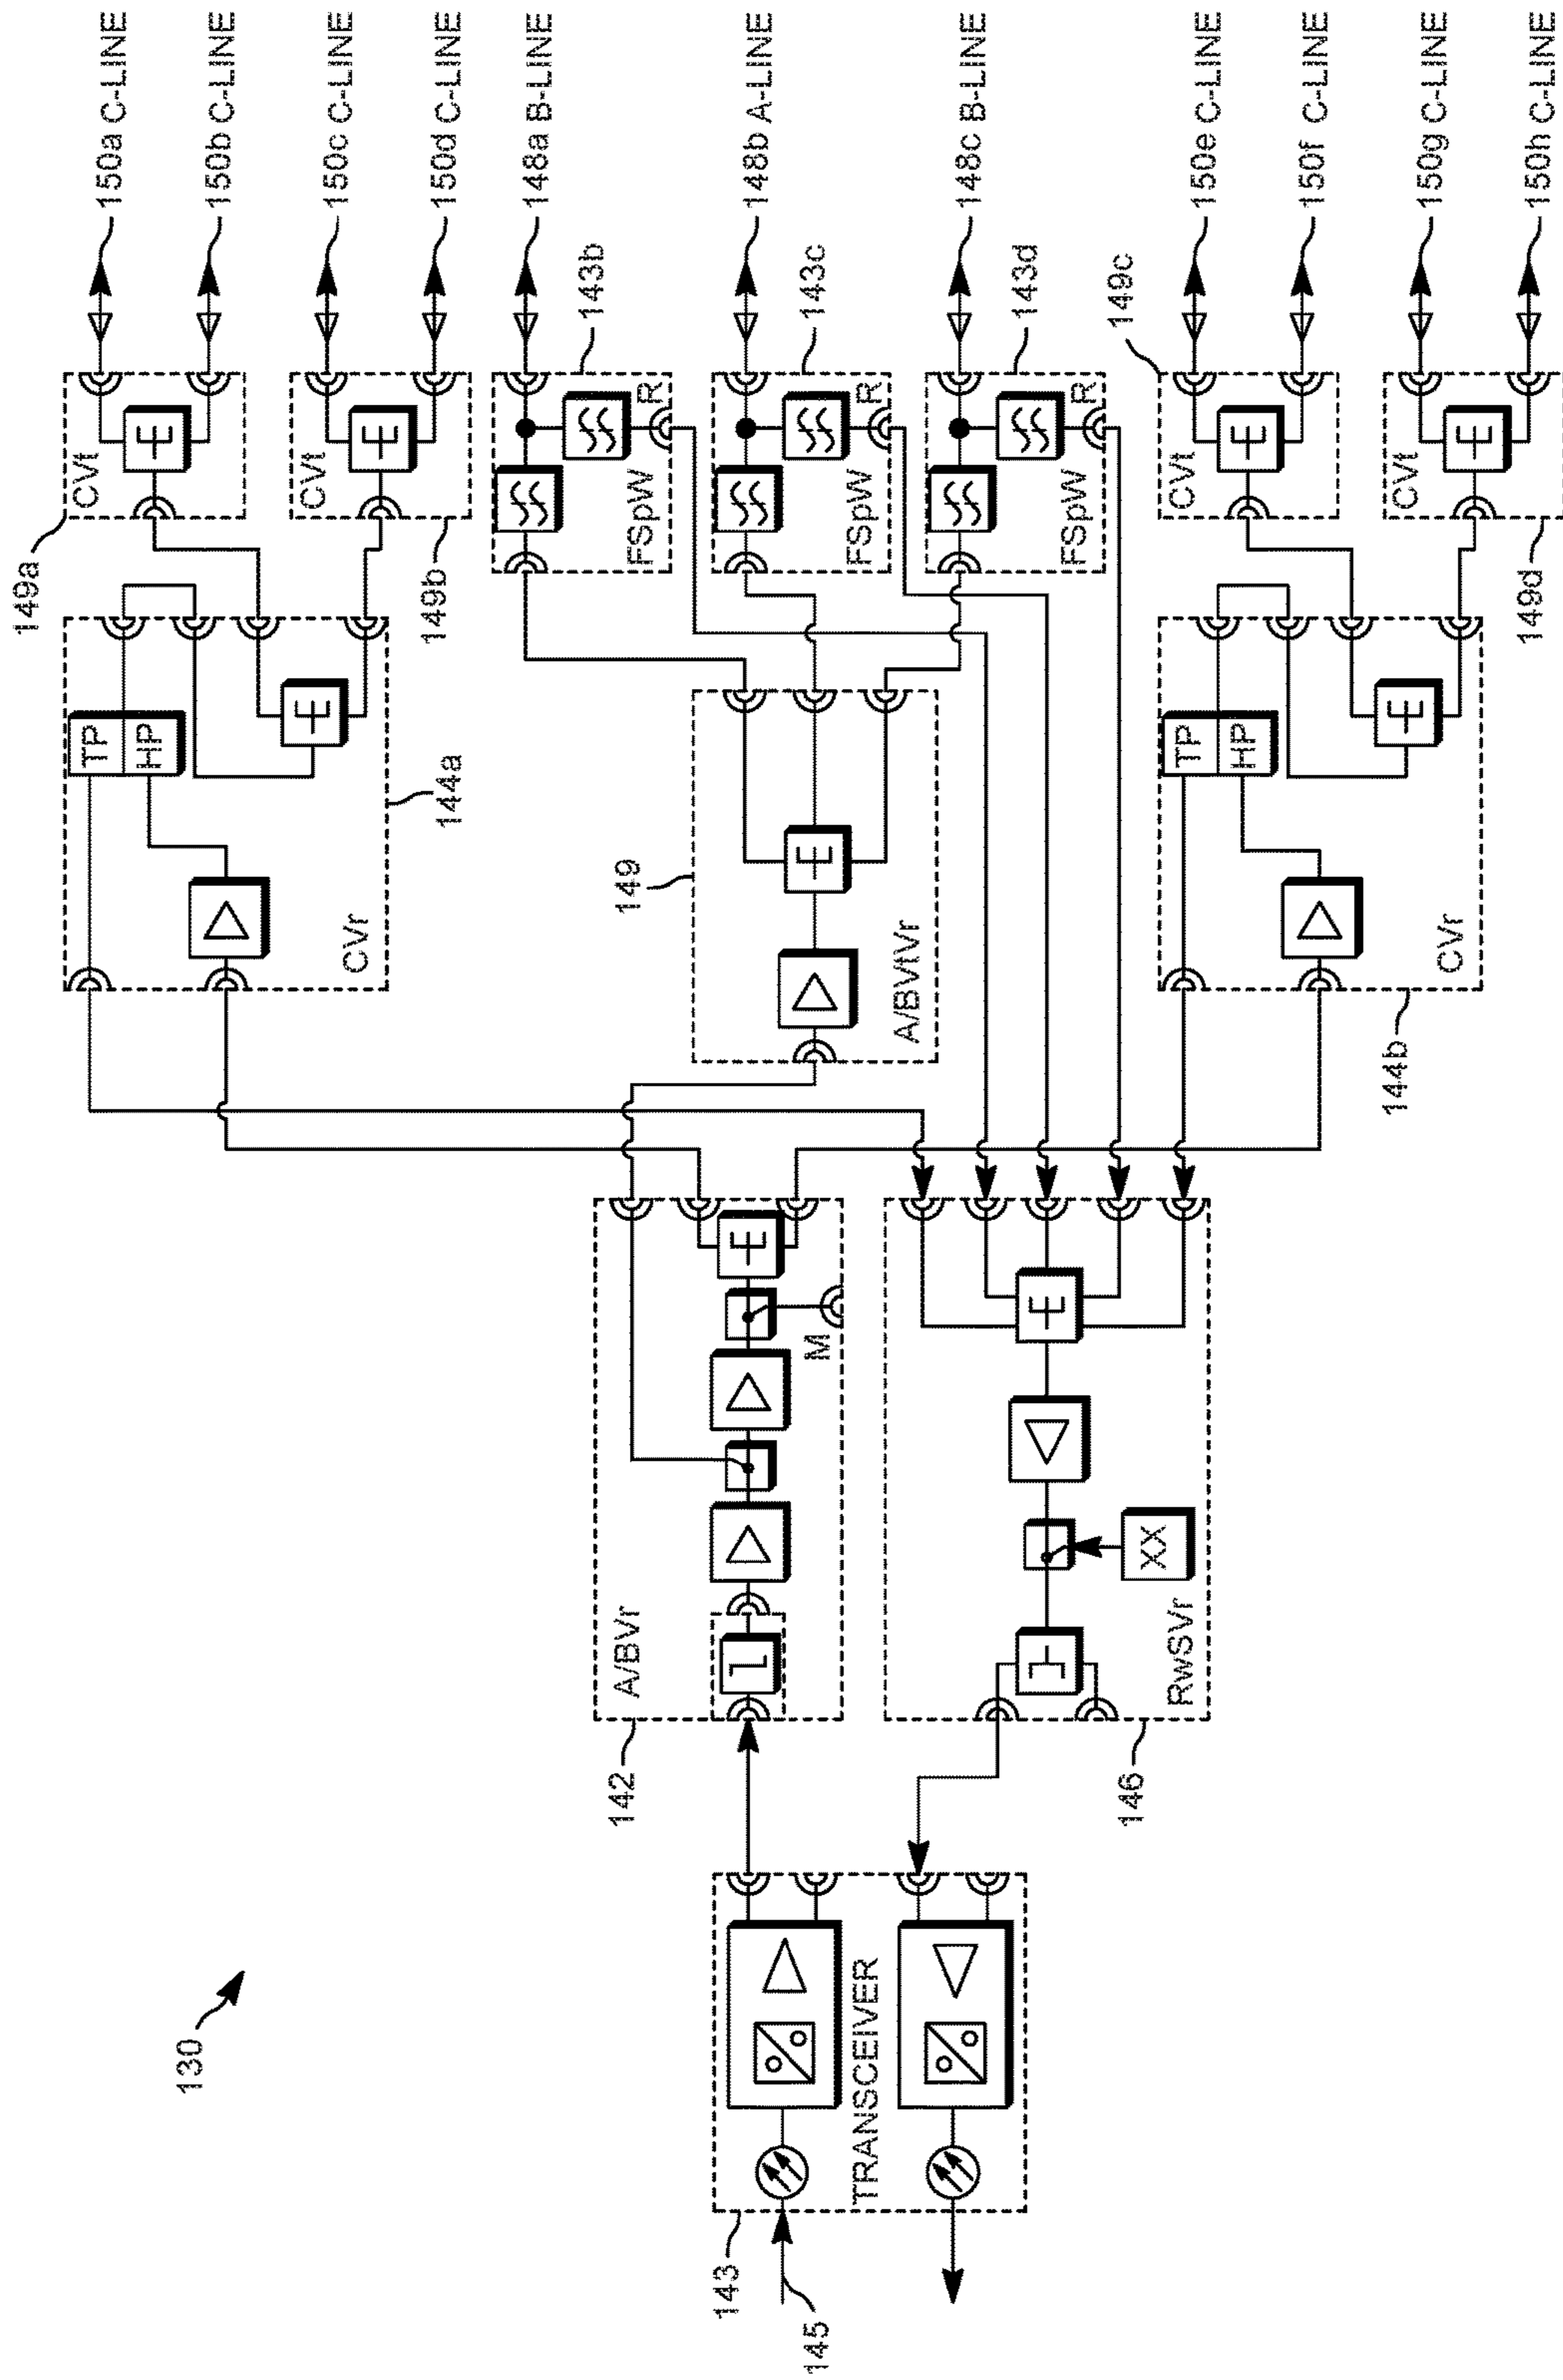 130
145
143
TRANSCEIVER
142
A/BVr
M
146
RwSVr
XX
144a
CVr
TP
HP
149
A/BVtVr
144b
CVr
TP
HP
149a
CVt
149b
CVt
143b
FSpW
R
143c
FSpW
R
143d
FSpW
R
149c
CVt
149d
CVt
150a C-LINE
150b C-LINE
150c C-LINE
150d C-LINE
148a B-LINE
148b A-LINE
148c B-LINE
150e C-LINE
150f C-LINE
150g C-LINE
150h C-LINE